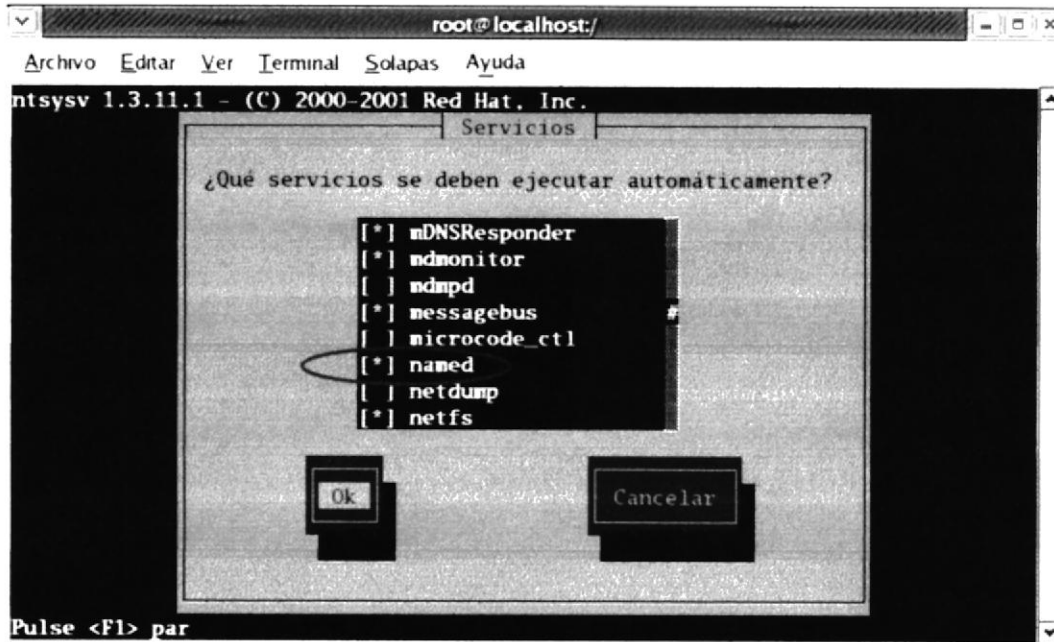 root@localhost:/
Archivo Editar Ver Terminal Solapas Ayuda
ntsysv 1.3.11.1 - (C) 2000-2001 Red Hat, Inc.
Servicios
¿Qué servicios se deben ejecutar automáticamente?
[*] mDNSResponder
[*] mdmonitor
[ ] mdmpd
[*] messagebus #
[ ] microcode_ctl
[*] named
[ ] netdump
[*] netfs
Ok Cancelar
Pulse <F1> par